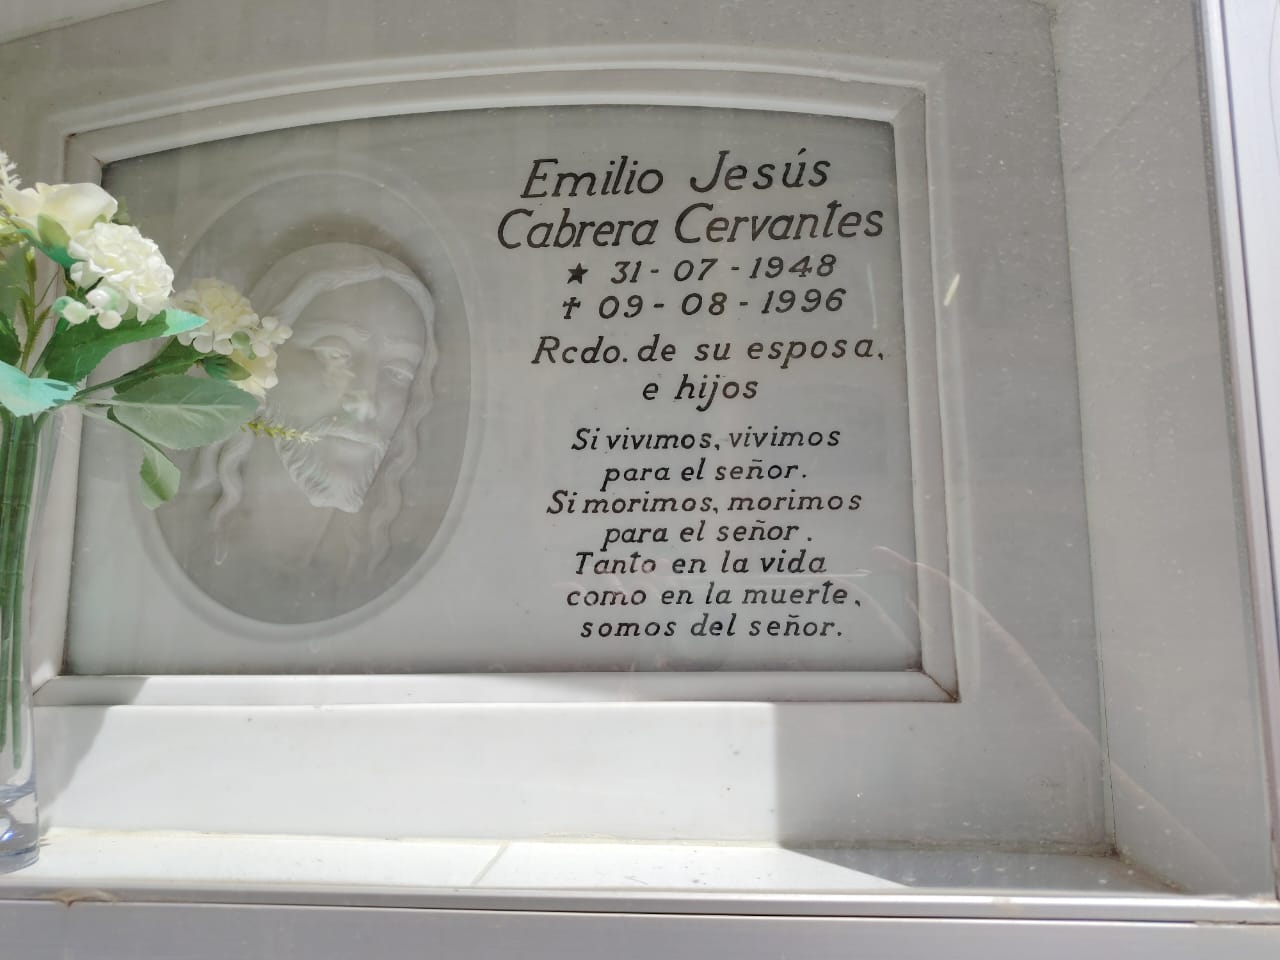 Emilio Jesús
Cabrera Cervantes
★ 31-07-1948
✝ 09-08-1996
Rcdo. de su esposa,
e hijos
Si vivimos, vivimos
para el señor.
Si morimos, morimos
para el señor.
Tanto en la vida
como en la muerte,
somos del señor.